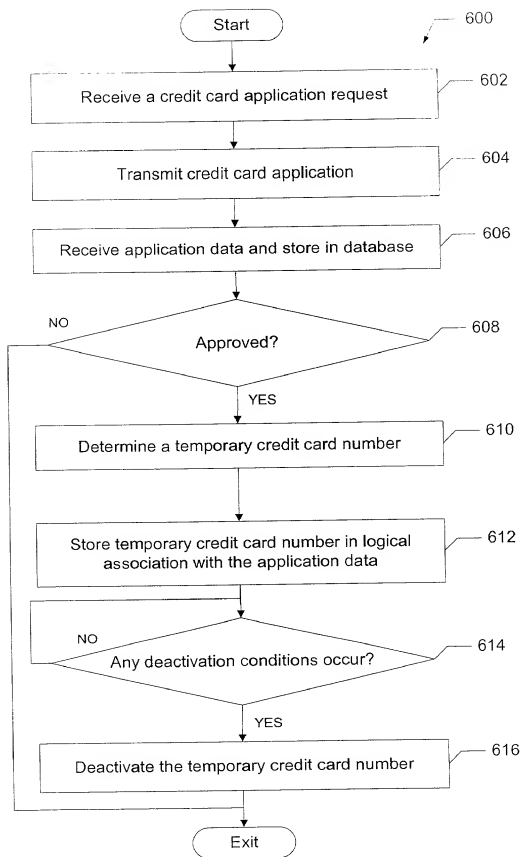 Start
600
Receive a credit card application request
602
Transmit credit card application
604
Receive application data and store in database
606
NO
Approved?
608
YES
Determine a temporary credit card number
610
Store temporary credit card number in logical
association with the application data
612
NO
Any deactivation conditions occur?
614
YES
Deactivate the temporary credit card number
616
Exit